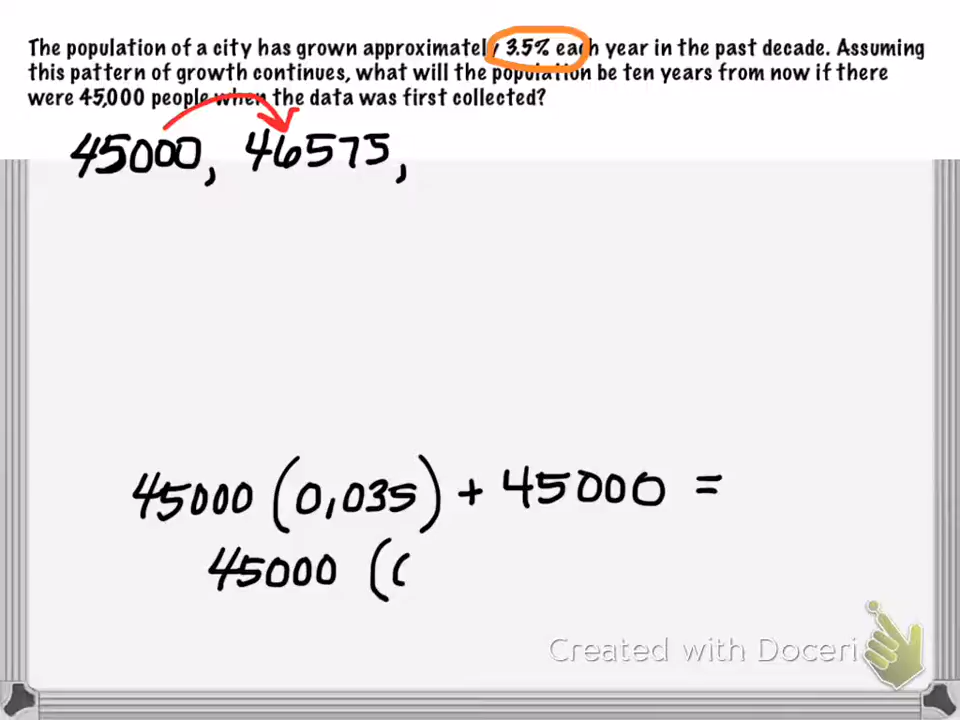 The population of a city has grown approximately 3.5% each year in the past decade. Assuming
this pattern of growth continues, what will the population be ten years from now if there
were 45,000 people when the data was first collected?
45000, 46575,
45000 (0,035) + 45000 =
45000 ((
Created with Doceri